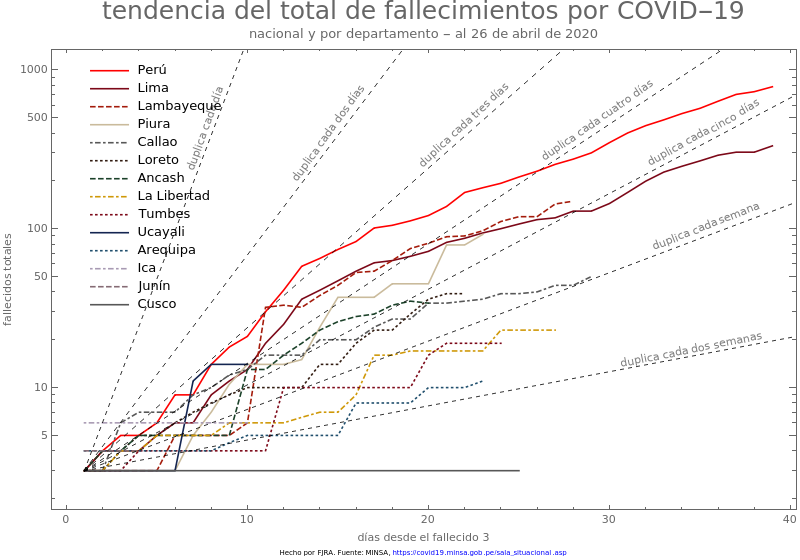 tendencia del total de fallecimientos por COVID−19
nacional y por departamento − al 26 de abril de 2020
1000
500
100
50
10
5
fallecidos totales
Perú
Lima
Lambayeque
Piura
Callao
Loreto
Ancash
La Libertad
Tumbes
Ucayali
Arequipa
Ica
Junín
Cusco
duplica cada día
duplica cada dos días
duplica cada tres días
duplica cada cuatro días
duplica cada cinco días
duplica cada semana
duplica cada dos semanas
0
10
20
30
40
días desde el fallecido 3
Hecho por FJRA. Fuente: MINSA, https://covid19.minsa.gob.pe/sala_situacional.asp